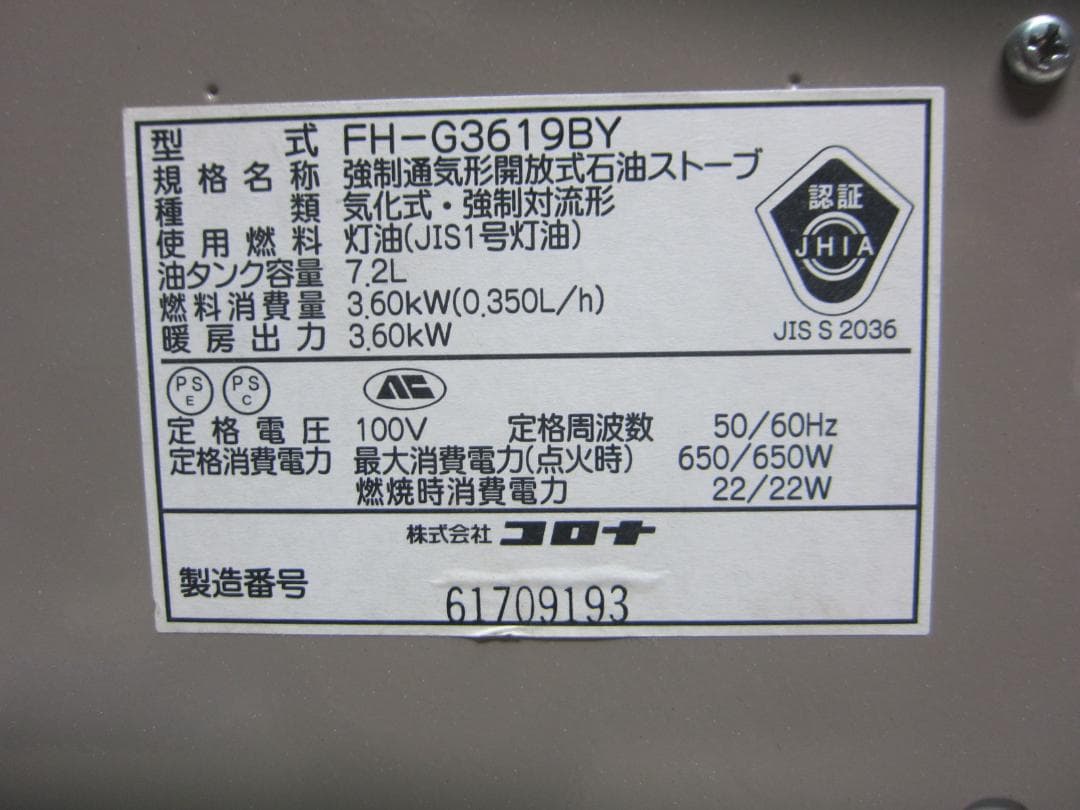 型式 FH-G3619BY
規格名称 強制通気形開放式石油ストーブ
種類 気化式・強制対流形
使用燃料 灯油(JIS1号灯油)
油タンク容量 7.2L
燃料消費量 3.60kW(0.350L/h)
暖房出力 3.60kW
認証
JHIA
JIS S 2036
PS E PS C
定格電圧 100V 定格周波数 50/60Hz
定格消費電力 最大消費電力(点火時) 650/650W
燃焼時消費電力 22/22W
株式会社 コロナ
製造番号 61709193